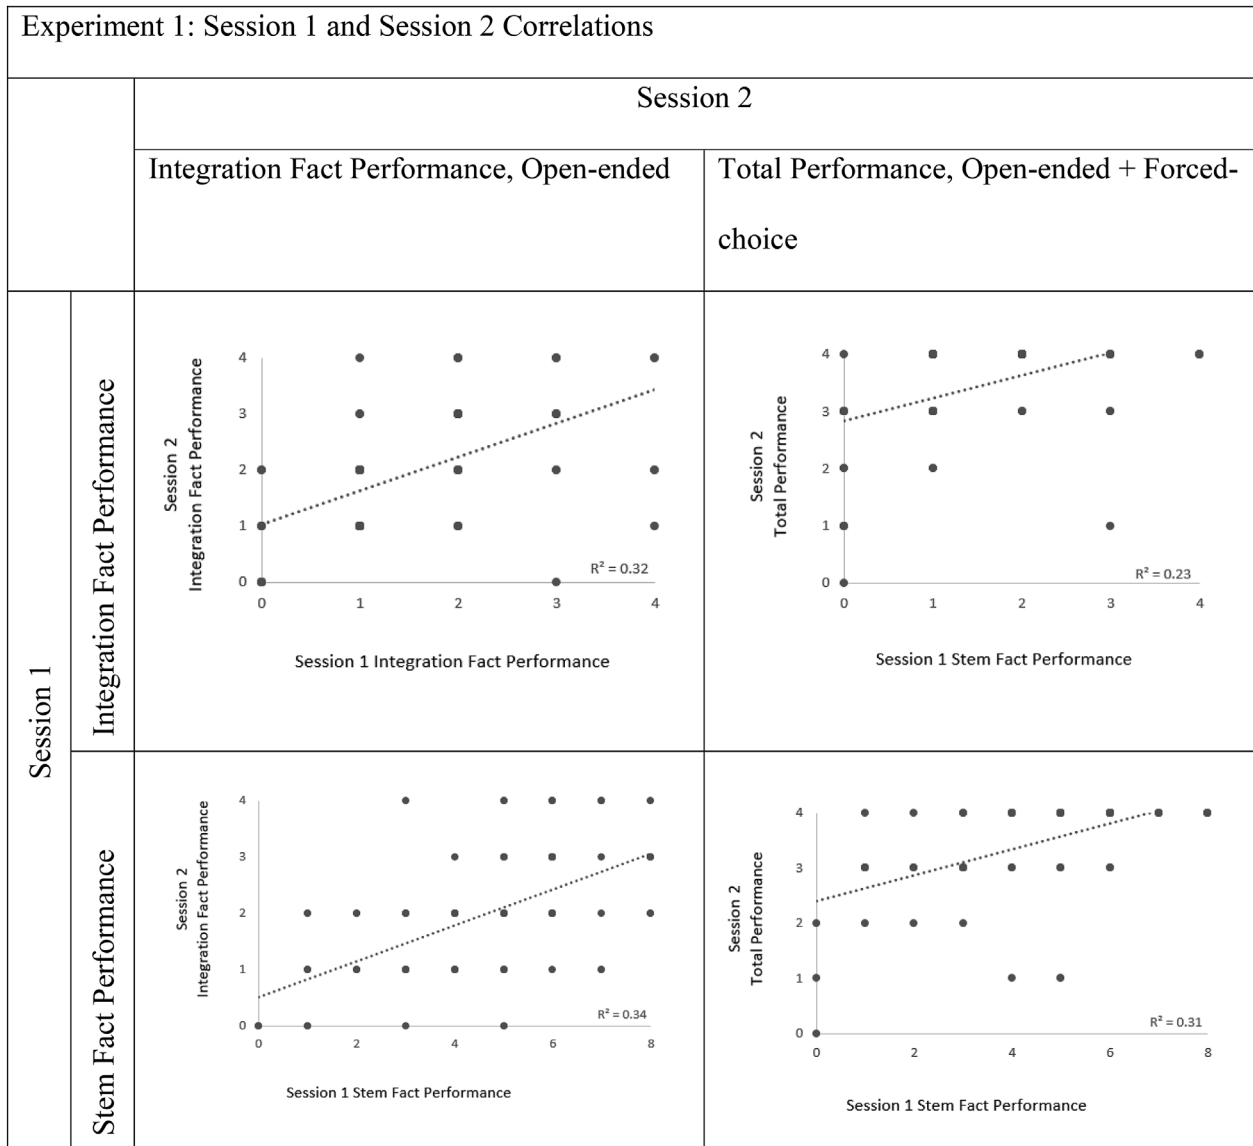 Experiment 1: Session 1 and Session 2 Correlations
Session 2
Integration Fact Performance, Open-ended
Total Performance, Open-ended + Forced-
choice
Session 1
Integration Fact Performance
Session 2
Integration Fact Performance
4
3
2
1
0
R² = 0.32
0 1 2 3 4
Session 1 Integration Fact Performance
Session 2
Total Performance
4
3
2
1
0
R² = 0.23
0 1 2 3 4
Session 1 Stem Fact Performance
Stem Fact Performance
Session 2
Integration Fact Performance
4
3
2
1
0
R² = 0.34
0 2 4 6 8
Session 1 Stem Fact Performance
Session 2
Total Performance
4
3
2
1
0
R² = 0.31
0 2 4 6 8
Session 1 Stem Fact Performance